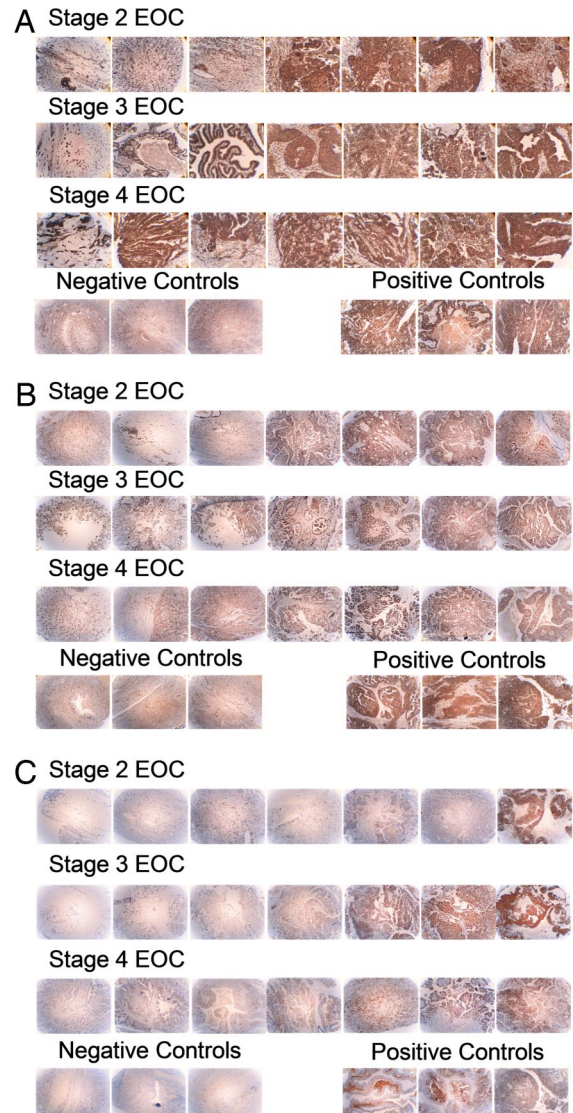 A Stage 2 EOC
Stage 3 EOC
Stage 4 EOC
Negative Controls Positive Controls
B Stage 2 EOC
Stage 3 EOC
Stage 4 EOC
Negative Controls Positive Controls
C Stage 2 EOC
Stage 3 EOC
Stage 4 EOC
Negative Controls Positive Controls